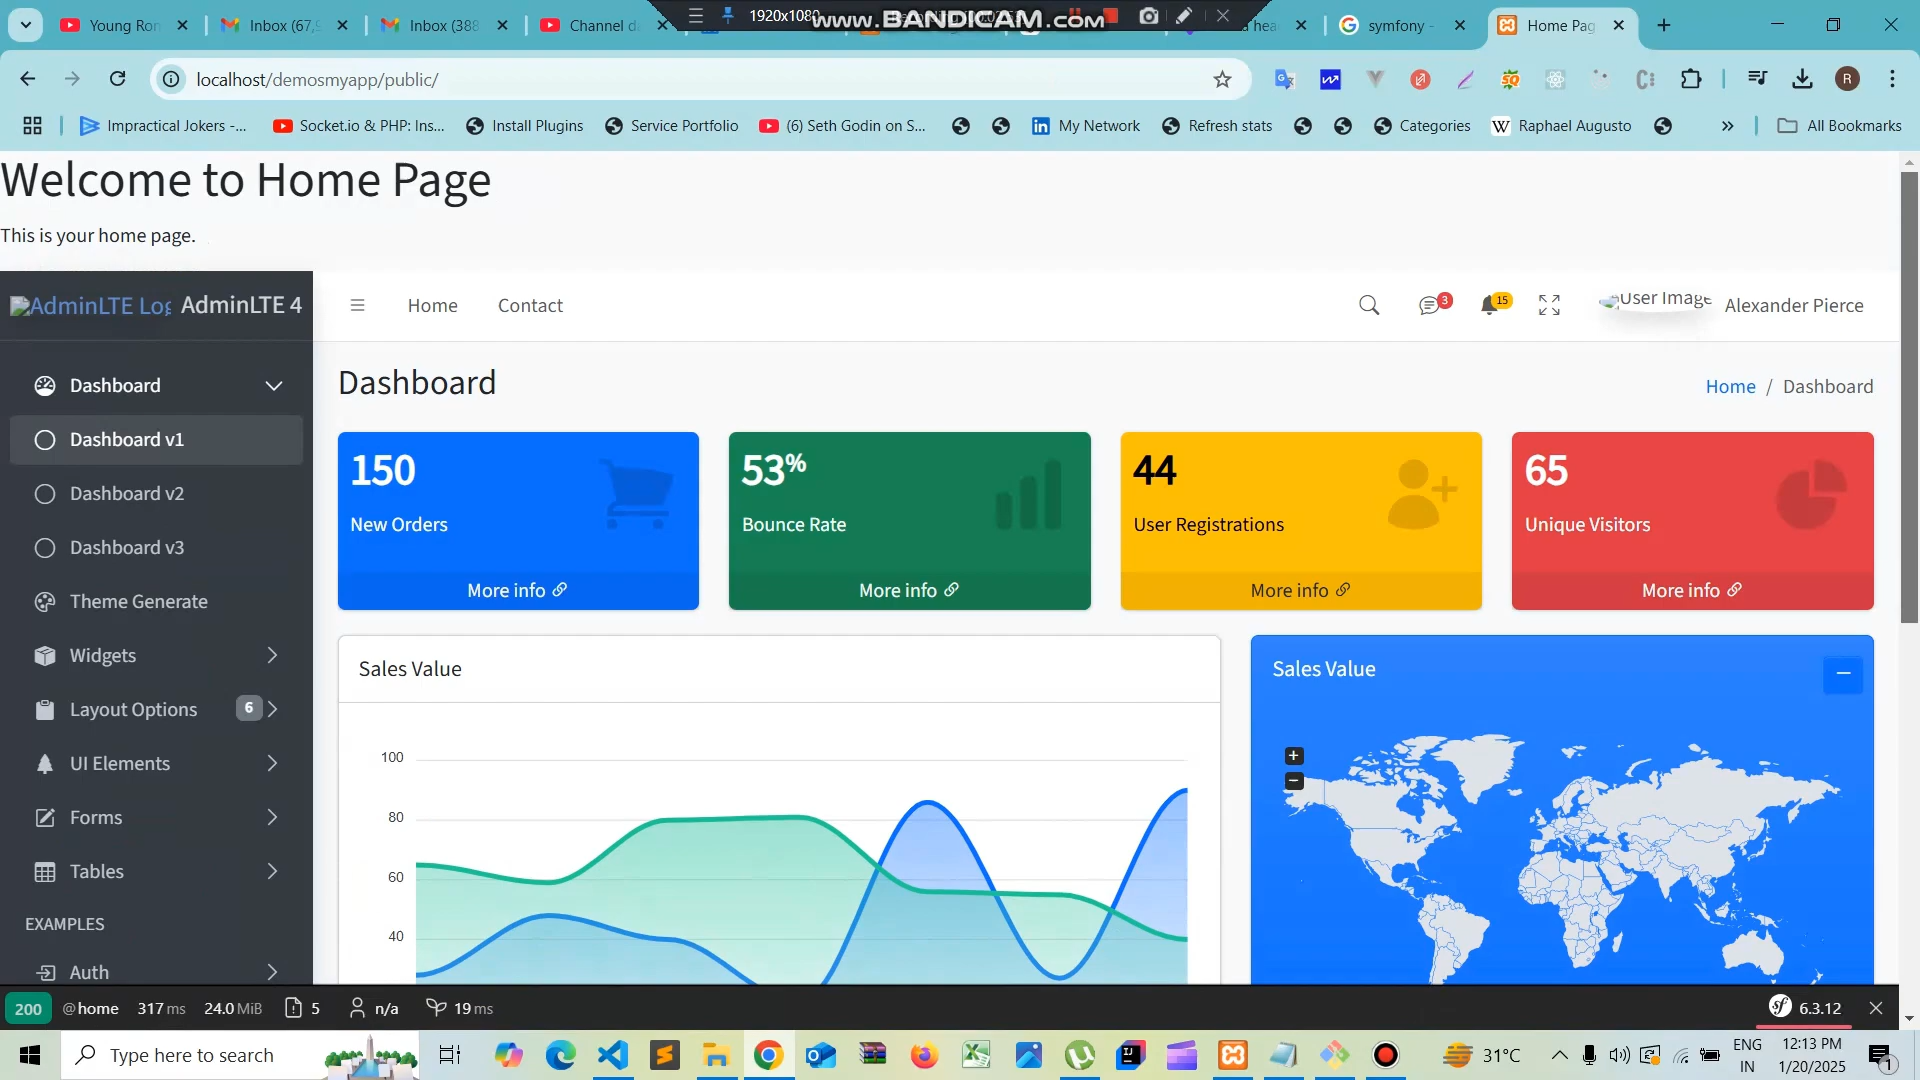 Young Ron
Inbox (67,9
Inbox (388
Channel da
1920x1080
www.BANDICAM.com
symfony -
Home Pag
localhost/demosmyapp/public/
R
Impractical Jokers -...
Socket.io & PHP: Ins...
Install Plugins
Service Portfolio
(6) Seth Godin on S...
My Network
Refresh stats
Categories
Raphael Augusto
All Bookmarks
Welcome to Home Page
This is your home page.
AdminLTE Log
AdminLTE 4
Home
Contact
3
15
User Image
Alexander Pierce
Dashboard
Dashboard v1
Dashboard v2
Dashboard v3
Theme Generate
Widgets
Layout Options
6
UI Elements
Forms
Tables
EXAMPLES
Auth
Dashboard
Home / Dashboard
150
New Orders
More info
53%
Bounce Rate
More info
44
User Registrations
More info
65
Unique Visitors
More info
Sales Value
100
80
60
40
Sales Value
+
−
200
@home
317 ms
24.0 MiB
5
n/a
19 ms
6.3.12
Type here to search
31°C
ENG
IN
12:13 PM
1/20/2025
1